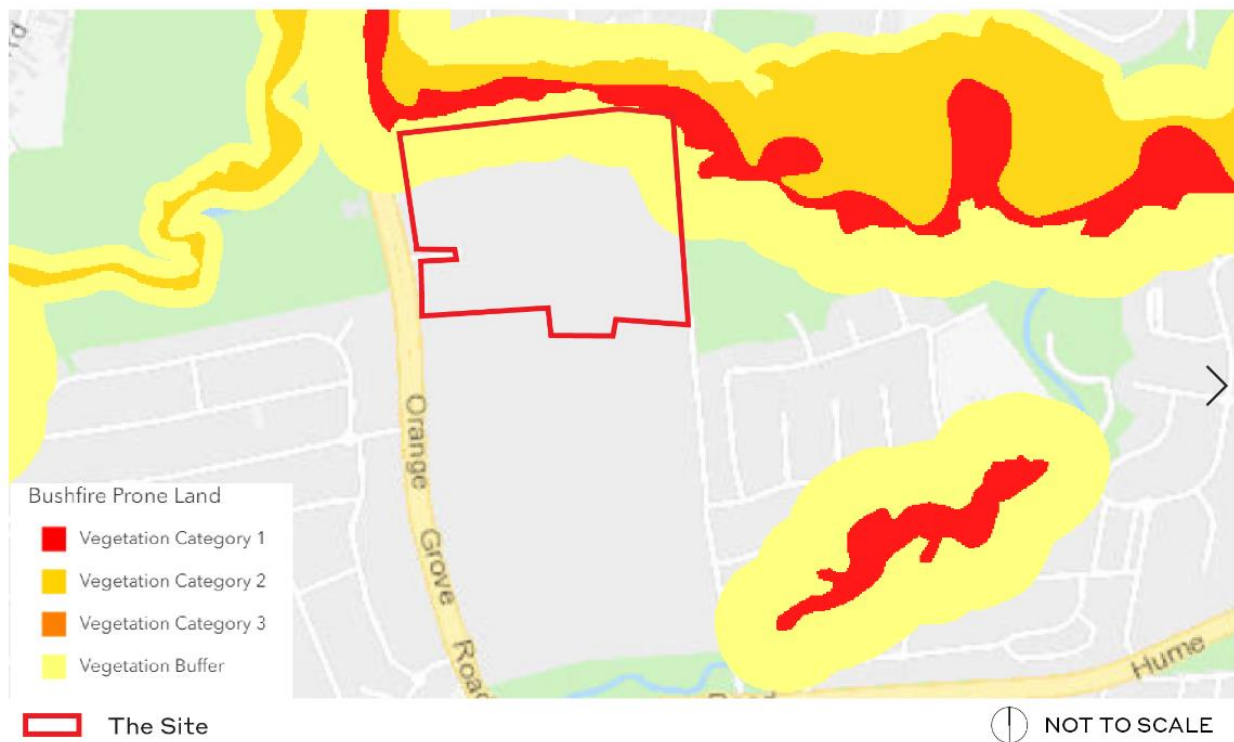 Rd
Orange
Grove
Road
Hume
Bushfire Prone Land
Vegetation Category 1
Vegetation Category 2
Vegetation Category 3
Vegetation Buffer
The Site
NOT TO SCALE